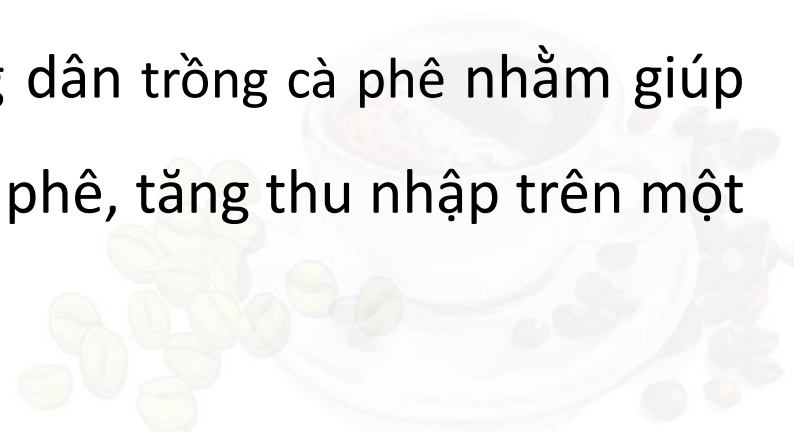 dân trồng cà phê nhằm giúp
phê, tăng thu nhập trên một